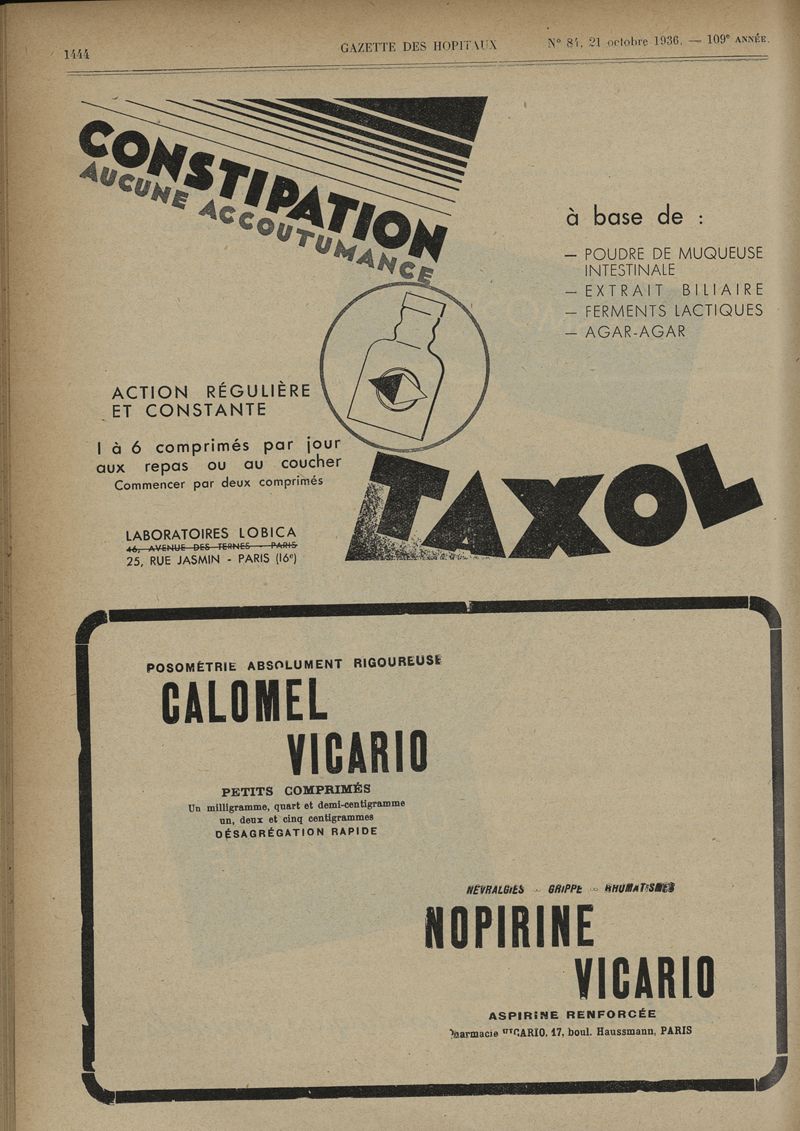 1444
GAZETTE DES HOPITAUX
N° 84, 21 octobre 1936. — 109e ANNÉE.
CONSTIPATION
AUCUNE ACCOUTUMANCE
à base de :
— POUDRE DE MUQUEUSE
INTESTINALE
— EXTRAIT BILIAIRE
— FERMENTS LACTIQUES
— AGAR-AGAR
ACTION RÉGULIÈRE
ET CONSTANTE
1 à 6 comprimés par jour
aux repas ou au coucher
Commencer par deux comprimés
TAXOL
LABORATOIRES LOBICA
46, AVENUE DES TERNES - PARIS
25, RUE JASMIN - PARIS (16e)
POSOMÉTRIE ABSOLUMENT RIGOUREUSE
CALOMEL
VICARIO
PETITS COMPRIMÉS
Un milligramme, quart et demi-centigramme
un, deux et cinq centigrammes
DÉSAGRÉGATION RAPIDE
NÉVRALGIES - GRIPPE - RHUMATISMES
NOPIRINE
VICARIO
ASPIRINE RENFORCÉE
Pharmacie VICARIO, 17, boul. Haussmann, PARIS